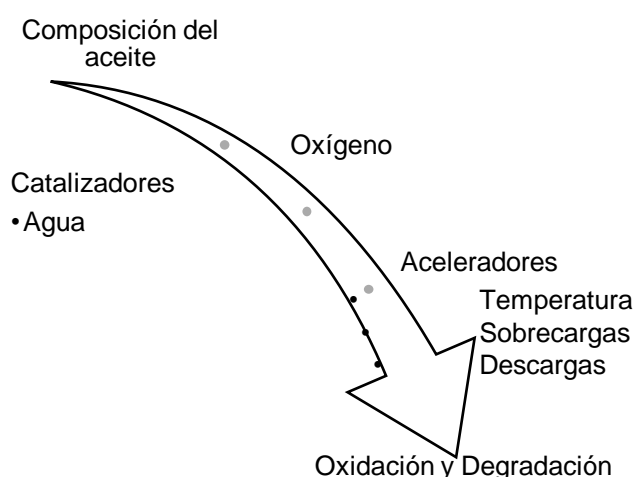 Composición del
aceite
Oxígeno
Catalizadores
•Agua
Aceleradores
Temperatura
Sobrecargas
Descargas
Oxidación y Degradación